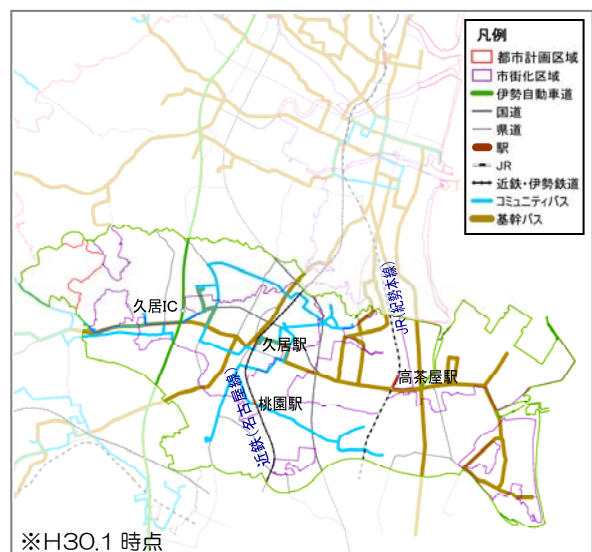 凡例
都市計画区域
市街化区域
伊勢自動車道
国道
県道
駅
JR
近鉄・伊勢鉄道
コミュニティバス
基幹バス
久居IC
久居駅
桃園駅
高茶屋駅
近鉄(名古屋線)
JR(紀勢本線)
※H30.1 時点